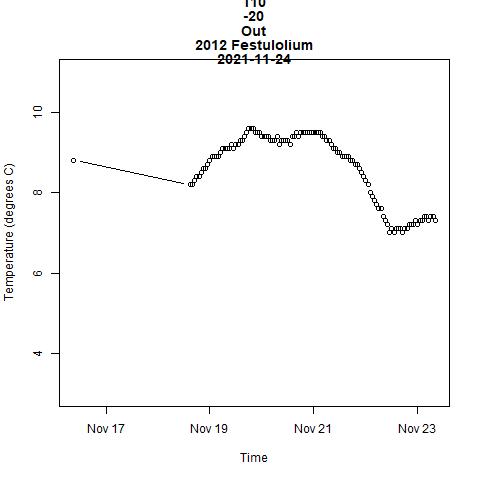 110
-20
Out
2012 Festulolium
2021-11-24
10
8
6
4
Temperature (degrees C)
Nov 17 Nov 19 Nov 21 Nov 23
Time